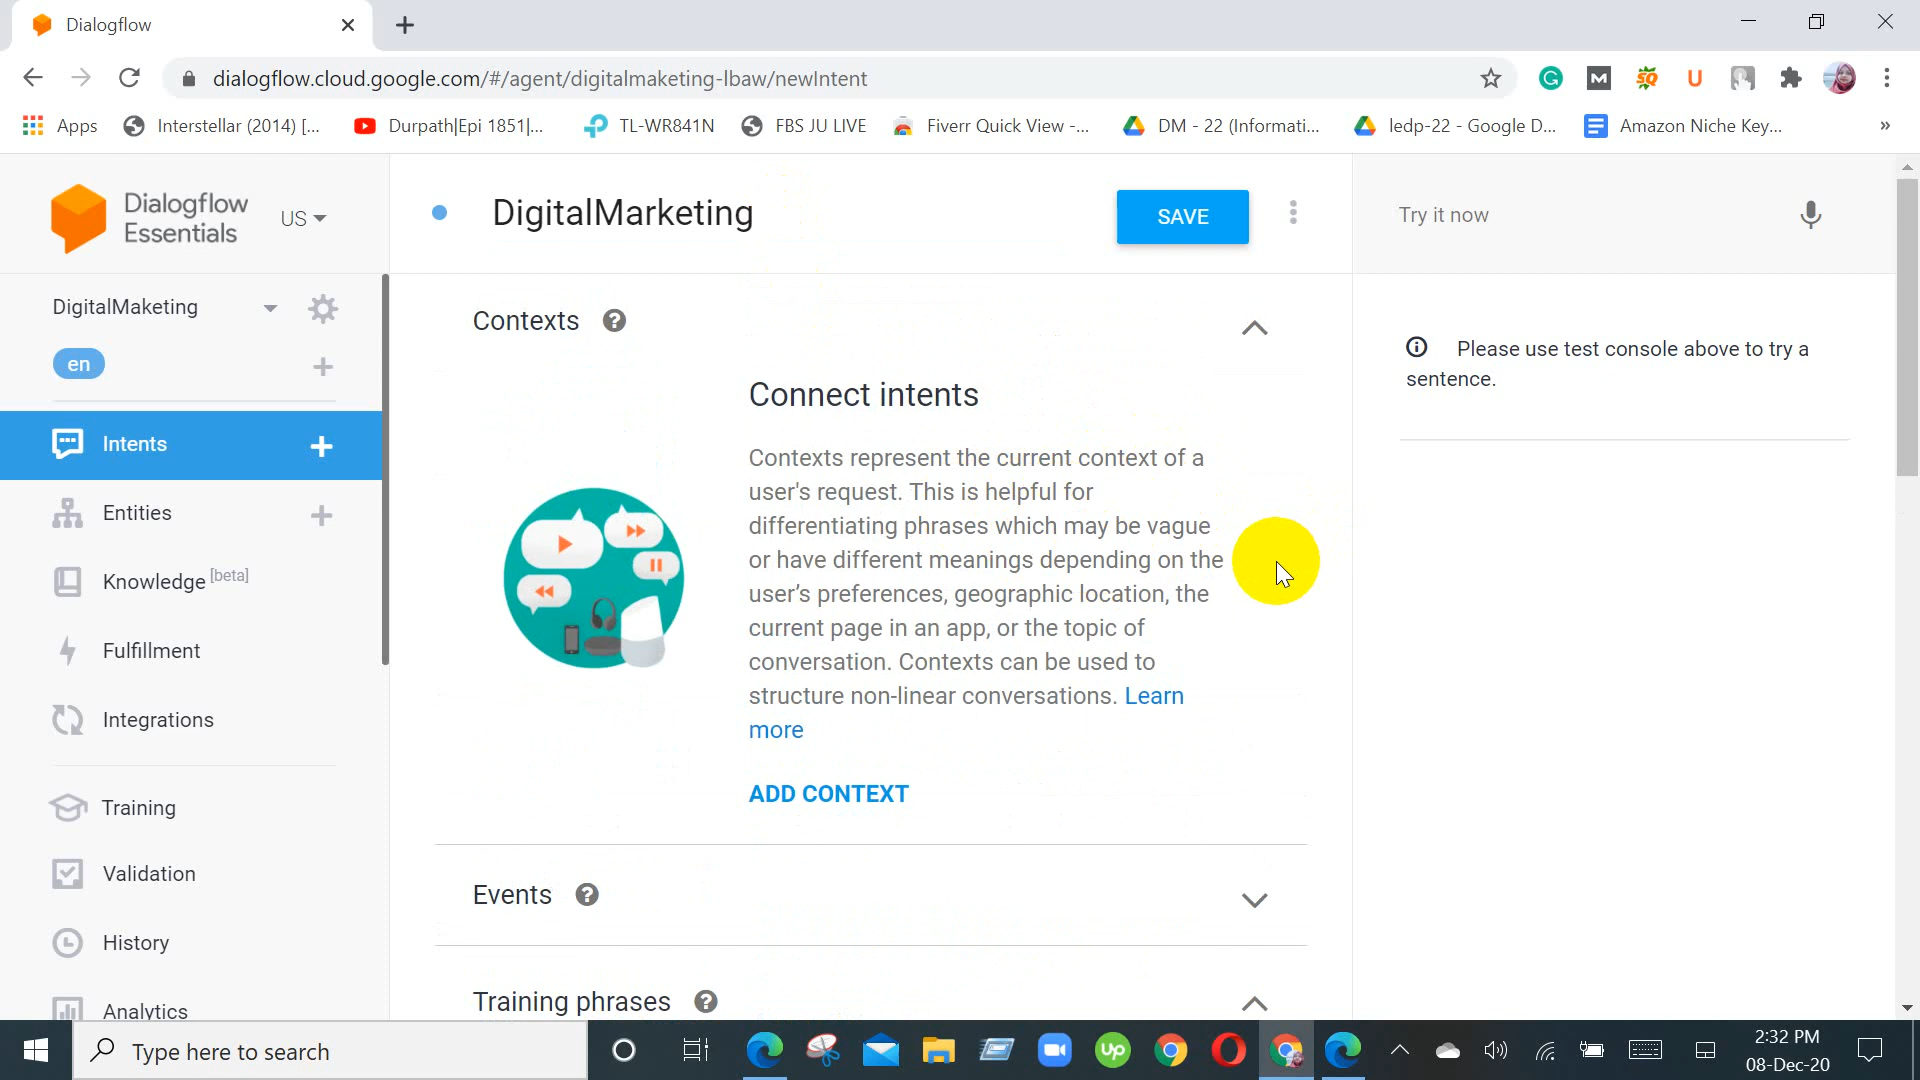 Dialogflow
dialogflow.cloud.google.com/#/agent/digitalmaketing-lbaw/newIntent
Apps
Interstellar (2014) [...
Durpath|Epi 1851|...
TL-WR841N
FBS JU LIVE
Fiverr Quick View -...
DM - 22 (Informati...
ledp-22 - Google D...
Amazon Niche Key...
»
Dialogflow
Essentials
US
DigitalMarketing
SAVE
Try it now
DigitalMaketing
en
Intents
Entities
Knowledge [beta]
Fulfillment
Integrations
Training
Validation
History
Analytics
Contexts
Connect intents
Contexts represent the current context of a
user's request. This is helpful for
differentiating phrases which may be vague
or have different meanings depending on the
user’s preferences, geographic location, the
current page in an app, or the topic of
conversation. Contexts can be used to
structure non-linear conversations. Learn
more
ADD CONTEXT
Events
Training phrases
Please use test console above to try a
sentence.
Type here to search
Up
2:32 PM
08-Dec-20